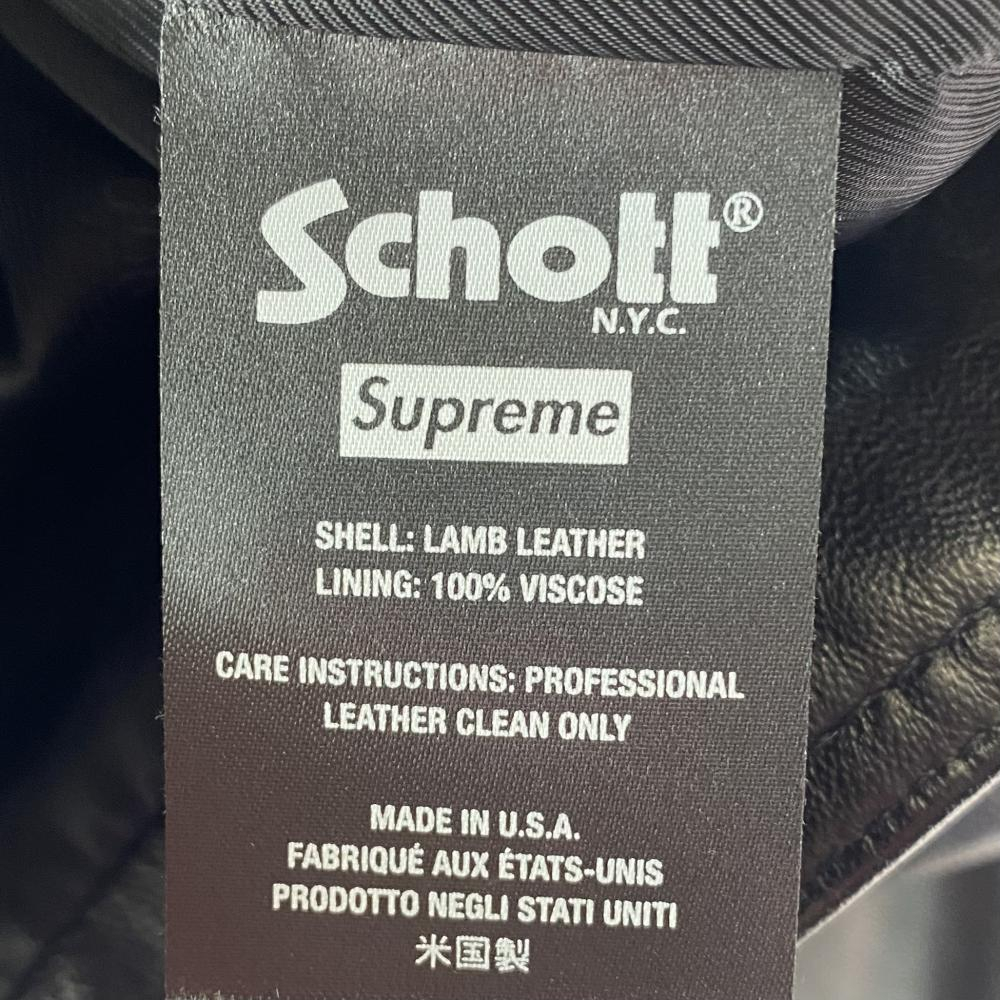 Schott®
N.Y.C.
Supreme
SHELL: LAMB LEATHER
LINING: 100% VISCOSE
CARE INSTRUCTIONS: PROFESSIONAL
LEATHER CLEAN ONLY
MADE IN U.S.A.
FABRIQUÉ AUX ÉTATS-UNIS
PRODOTTO NEGLI STATI UNITI
米国製